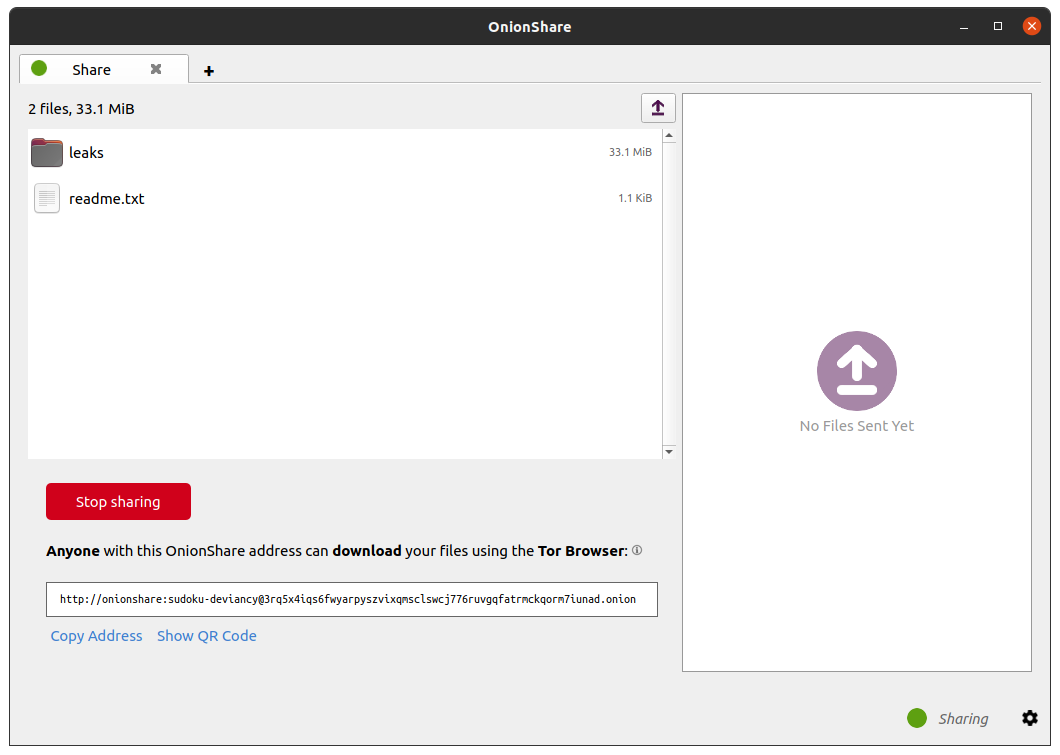 OnionShare
Share
2 files, 33.1 MiB
leaks 33.1 MiB
readme.txt 1.1 KiB
No Files Sent Yet
Stop sharing
Anyone with this OnionShare address can download your files using the Tor Browser:
http://onionshare:sudoku-deviancy@3rq5x4iqs6fwyarpyszvixqmsclswcj776ruvgqfatrmckqorm7iunad.onion
Copy Address Show QR Code
Sharing